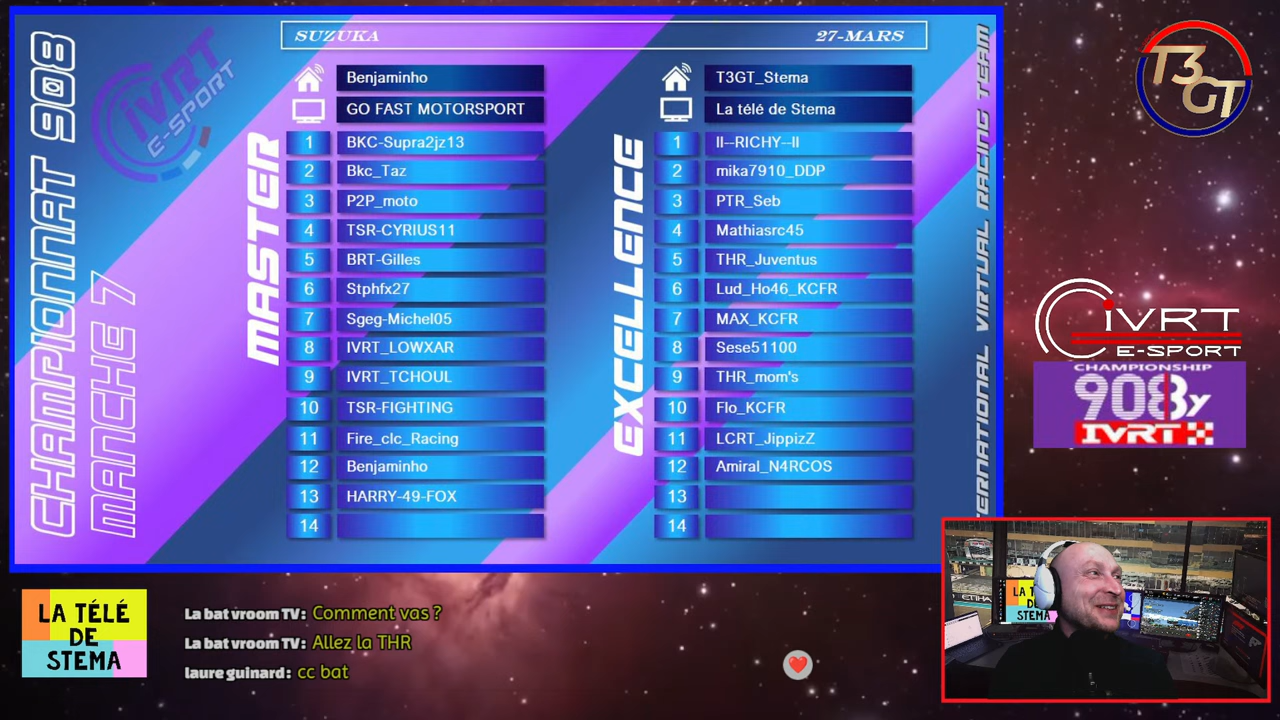 CHAMPIONNAT 908
MANCHE 7
iVRT
E-SPORT
SUZUKA
27-MARS
MASTER
Benjaminho
GO FAST MOTORSPORT
1 BKC-Supra2jz13
2 Bkc_Taz
3 P2P_moto
4 TSR-CYRIUS11
5 BRT-Gilles
6 Stphfx27
7 Sgeg-Michel05
8 IVRT_LOWXAR
9 IVRT_TCHOUL
10 TSR-FIGHTING
11 Fire_clc_Racing
12 Benjaminho
13 HARRY-49-FOX
14
EXCELLENCE
T3GT_Stema
La télé de Stema
1 II--RICHY--II
2 mika7910_DDP
3 PTR_Seb
4 Mathiasrc45
5 THR_Juventus
6 Lud_Ho46_KCFR
7 MAX_KCFR
8 Sese51100
9 THR_mom's
10 Flo_KCFR
11 LCRT_JippizZ
12 Amiral_N4RCOS
13
14
VIRTUAL RACING TEAM
T3
GT
iVRT
E-SPORT
CHAMPIONSHIP
908y
IVRT
LA TÉLÉ
DE
STEMA
La bat vroom TV : Comment vas ?
La bat vroom TV : Allez la THR
laure guinard : cc bat
STEMA